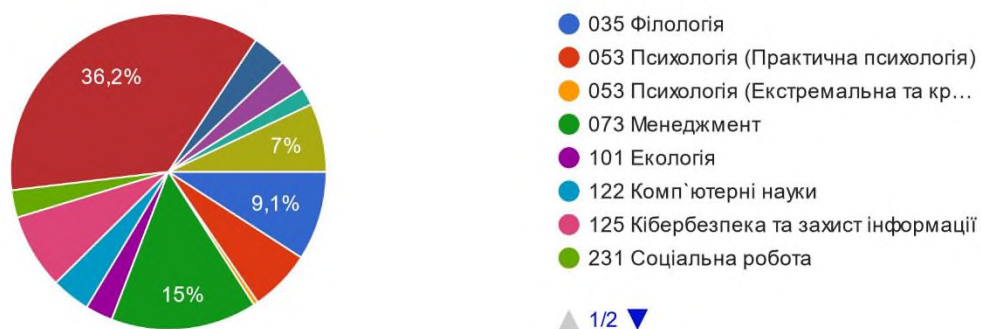 36,2%
7%
9,1%
15%
035 Філологія
053 Психологія (Практична психологія)
053 Психологія (Екстремальна та кр…
073 Менеджмент
101 Екологія
122 Комп`ютерні науки
125 Кібербезпека та захист інформації
231 Соціальна робота
1/2